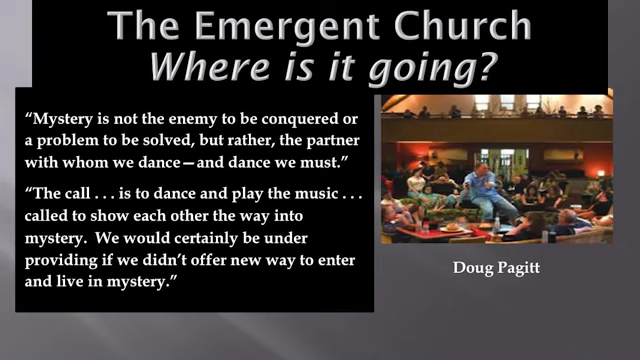 The Emergent Church
Where is it going?
“Mystery is not the enemy to be conquered or
a problem to be solved, but rather, the partner
with whom we dance—and dance we must.”
“The call . . . is to dance and play the music . . .
called to show each other the way into
mystery. We would certainly be under
providing if we didn’t offer new way to enter
and live in mystery.”
Doug Pagitt